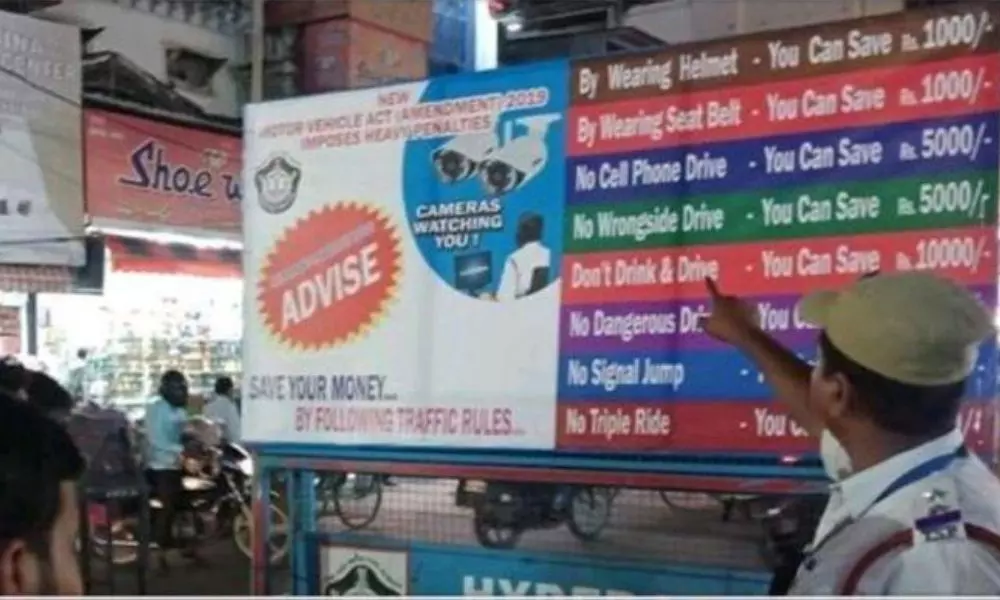 CENTER
Shoe
NEW
MOTOR VEHICLE ACT (AMENDMENT) 2019
IMPOSES HEAVY PENALTIES
CAMERAS
WATCHING
YOU !
ADVISE
SAVE YOUR MONEY....
BY FOLLOWING TRAFFIC RULES....
By Wearing Helmet - You Can Save Rs. 1000/-
By Wearing Seat Belt - You Can Save Rs. 1000/-
No Cell Phone Drive - You Can Save Rs. 5000/-
No Wrongside Drive - You Can Save Rs. 5000/-
Don't Drink & Drive - You Can Save Rs. 10000/-
No Dangerous You
No Signal Jump -
No Triple Ride - You